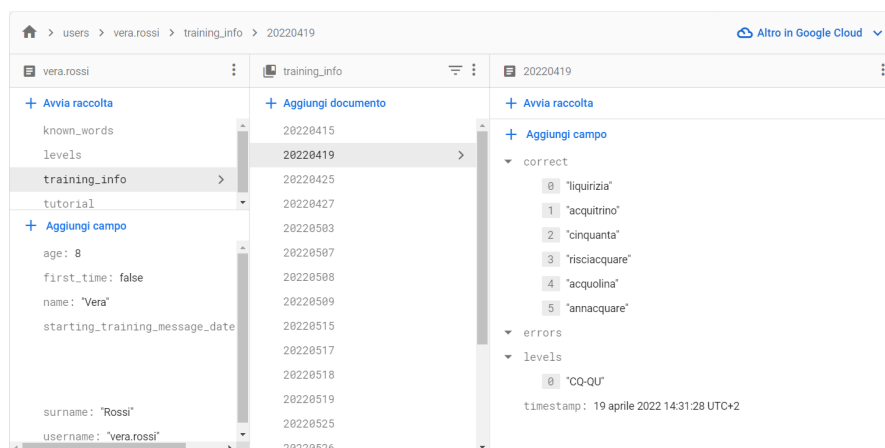 users > vera.rossi > training_info > 20220419
Altro in Google Cloud
vera.rossi
training_info
20220419
+ Avvia raccolta
known_words
levels
training_info
tutorial
+ Aggiungi campo
age: 8
first_time: false
name: "Vera"
starting_training_message_date
surname: "Rossi"
username: "vera.rossi"
+ Aggiungi documento
20220415
20220419
20220425
20220427
20220503
20220507
20220508
20220509
20220515
20220517
20220518
20220519
20220525
20220526
+ Avvia raccolta
+ Aggiungi campo
correct
0 "liquirizia"
1 "acquitrino"
2 "cinquanta"
3 "risciacquare"
4 "acquolina"
5 "annacquare"
errors
levels
0 "CQ-QU"
timestamp: 19 aprile 2022 14:31:28 UTC+2